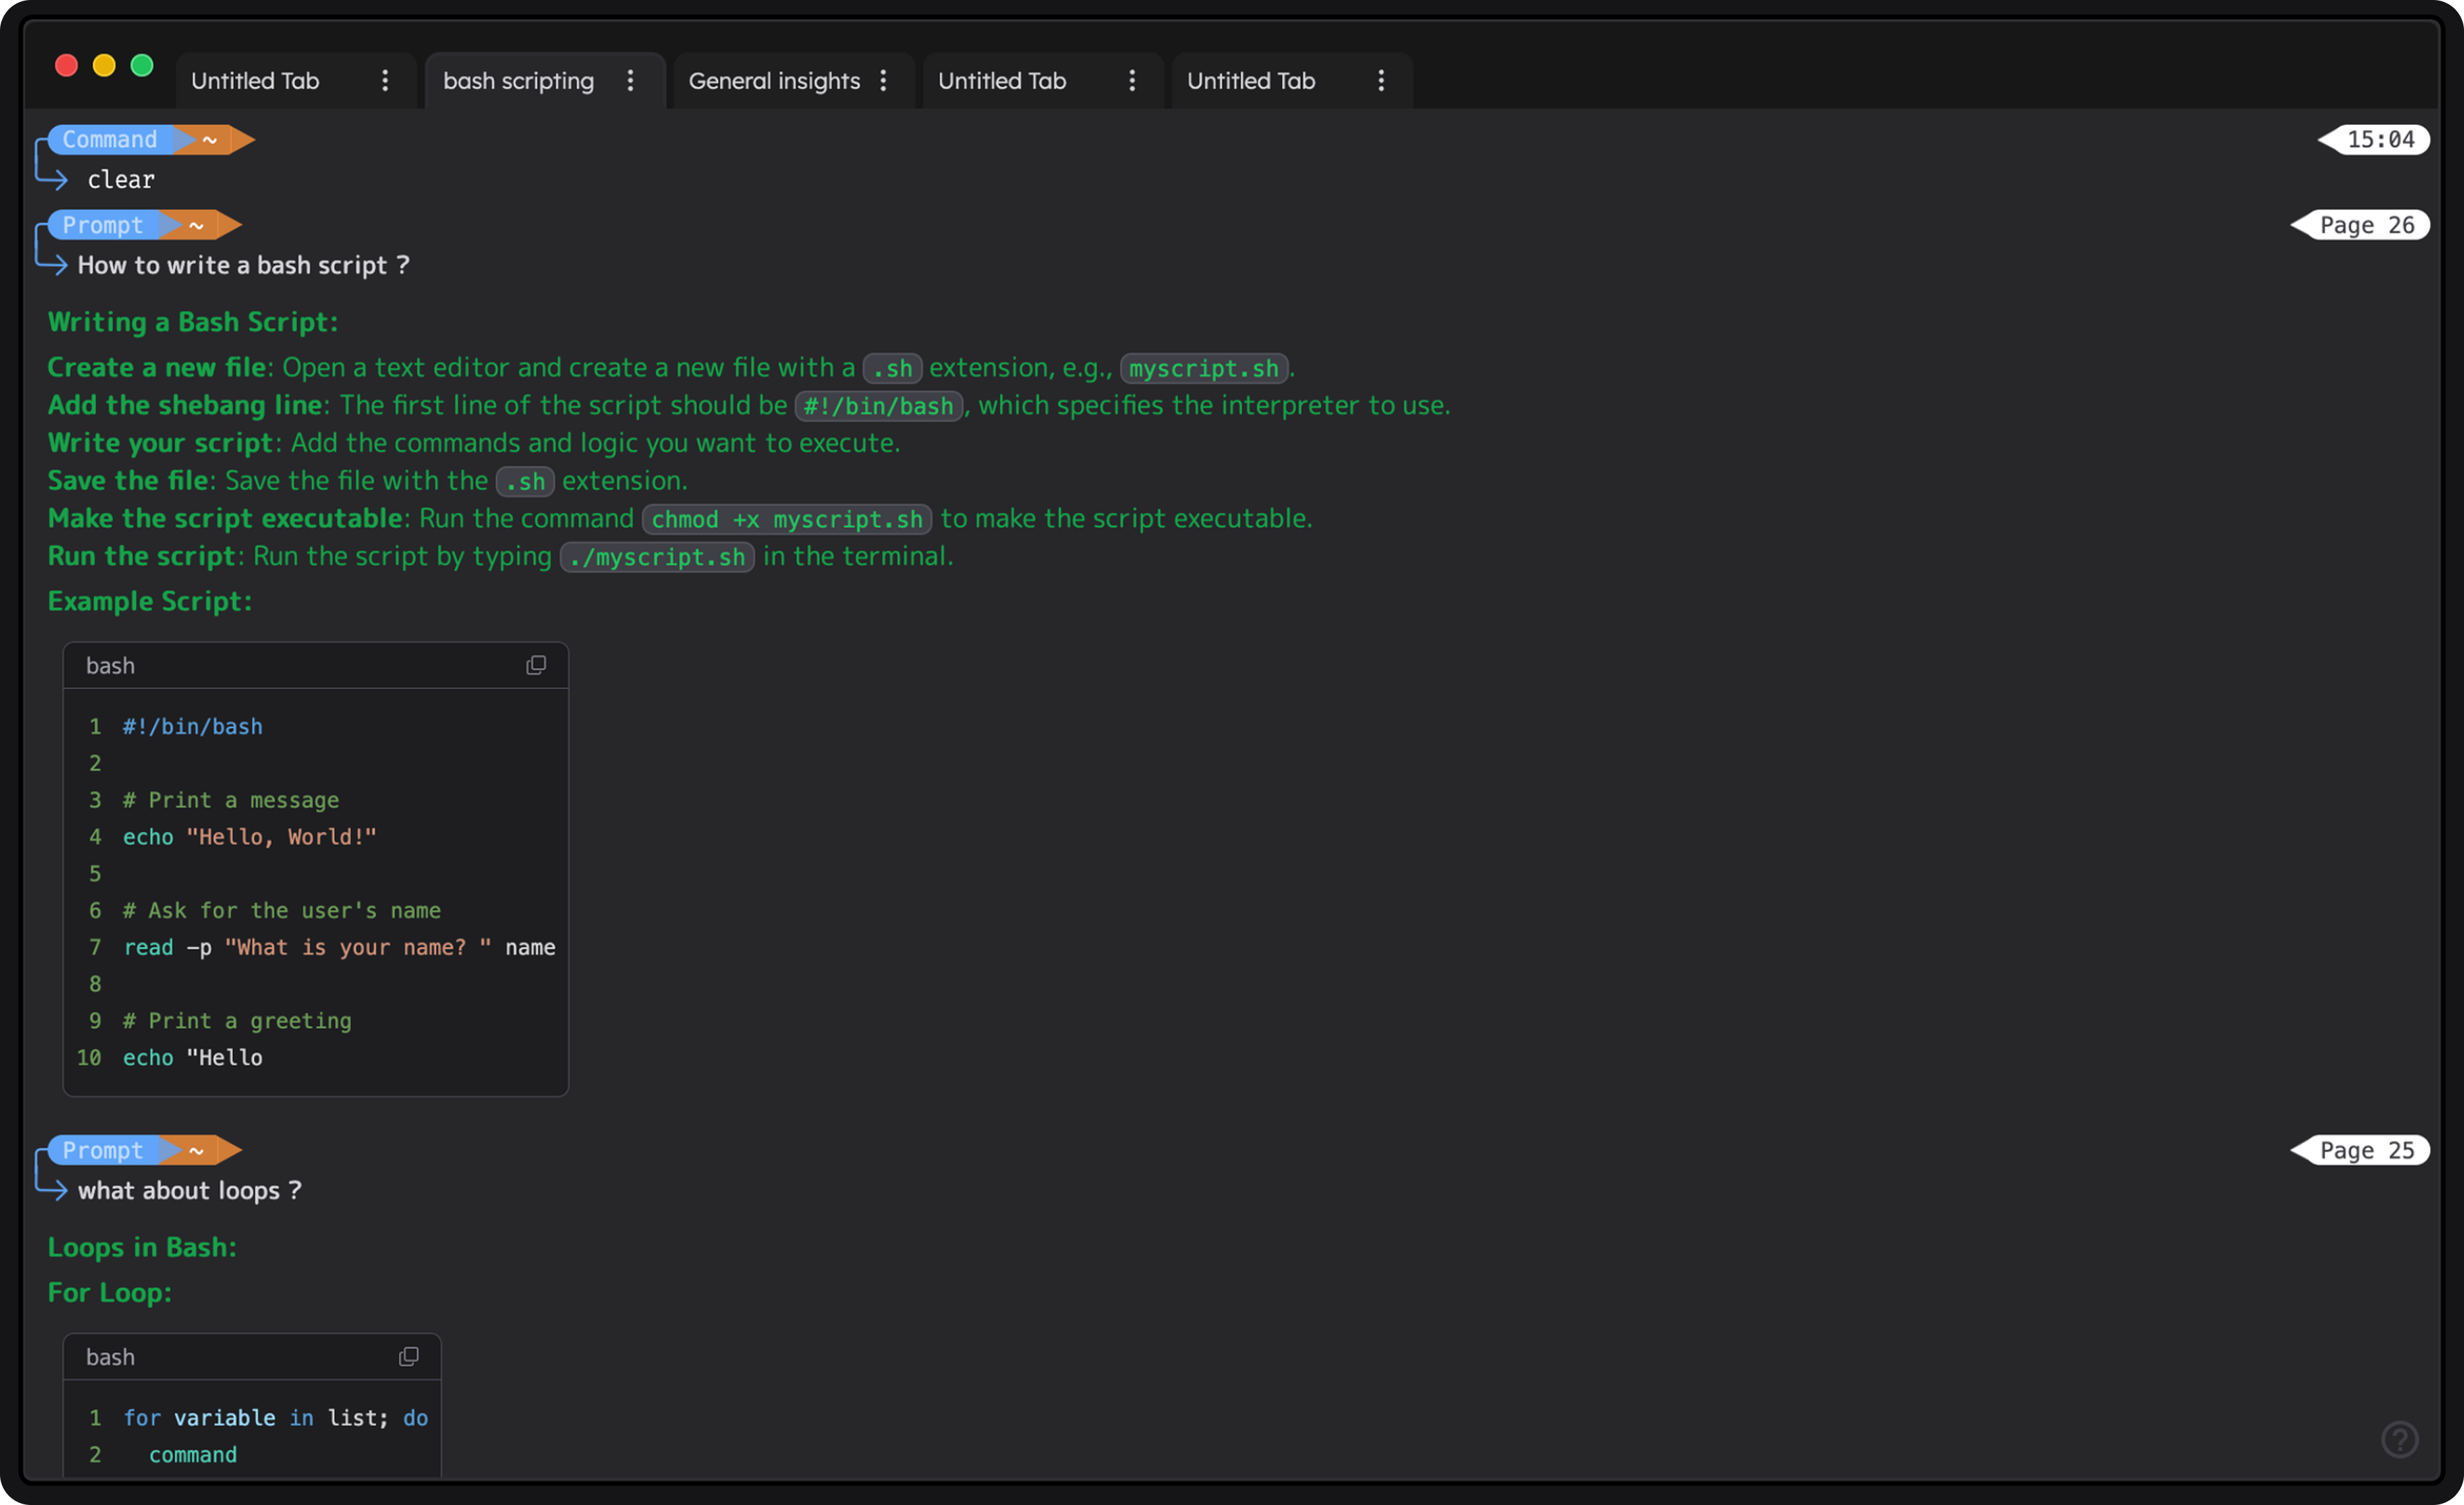 Untitled Tab bash scripting General insights Untitled Tab Untitled Tab
Command ~ 15:04
clear
Prompt ~ Page 26
How to write a bash script ?
Writing a Bash Script:
Create a new file: Open a text editor and create a new file with a .sh extension, e.g., myscript.sh.
Add the shebang line: The first line of the script should be #!/bin/bash, which specifies the interpreter to use.
Write your script: Add the commands and logic you want to execute.
Save the file: Save the file with the .sh extension.
Make the script executable: Run the command chmod +x myscript.sh to make the script executable.
Run the script: Run the script by typing ./myscript.sh in the terminal.
Example Script:
bash
1 #!/bin/bash
2
3 # Print a message
4 echo "Hello, World!"
5
6 # Ask for the user's name
7 read -p "What is your name? " name
8
9 # Print a greeting
10 echo "Hello
Prompt ~ Page 25
what about loops ?
Loops in Bash:
For Loop:
bash
1 for variable in list; do
2 command
?